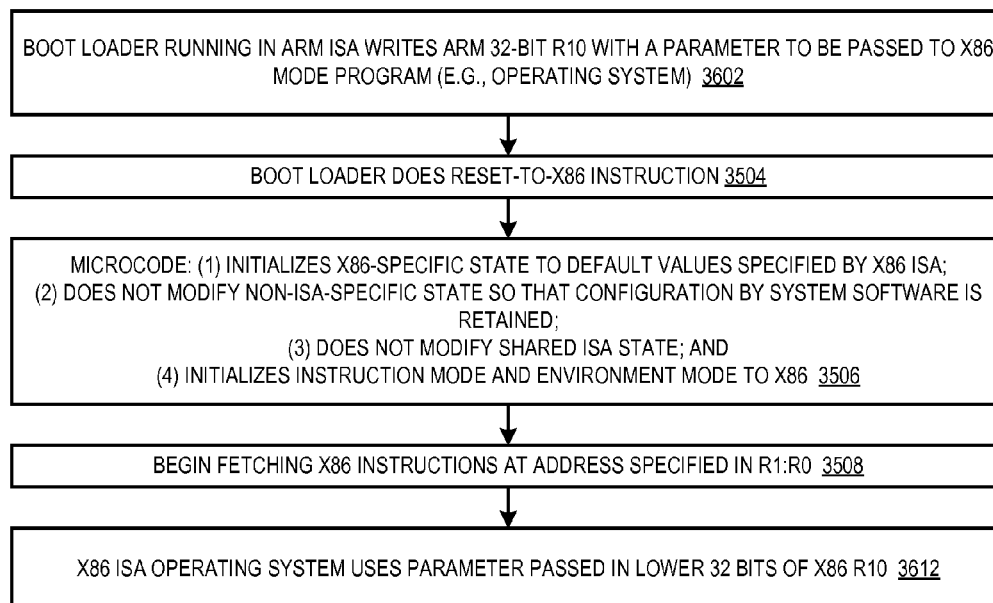 BOOT LOADER RUNNING IN ARM ISA WRITES ARM 32-BIT R10 WITH A PARAMETER TO BE PASSED TO X86
MODE PROGRAM (E.G., OPERATING SYSTEM) 3602
BOOT LOADER DOES RESET-TO-X86 INSTRUCTION 3504
MICROCODE: (1) INITIALIZES X86-SPECIFIC STATE TO DEFAULT VALUES SPECIFIED BY X86 ISA;
(2) DOES NOT MODIFY NON-ISA-SPECIFIC STATE SO THAT CONFIGURATION BY SYSTEM SOFTWARE IS
RETAINED;
(3) DOES NOT MODIFY SHARED ISA STATE; AND
(4) INITIALIZES INSTRUCTION MODE AND ENVIRONMENT MODE TO X86 3506
BEGIN FETCHING X86 INSTRUCTIONS AT ADDRESS SPECIFIED IN R1:R0 3508
X86 ISA OPERATING SYSTEM USES PARAMETER PASSED IN LOWER 32 BITS OF X86 R10 3612